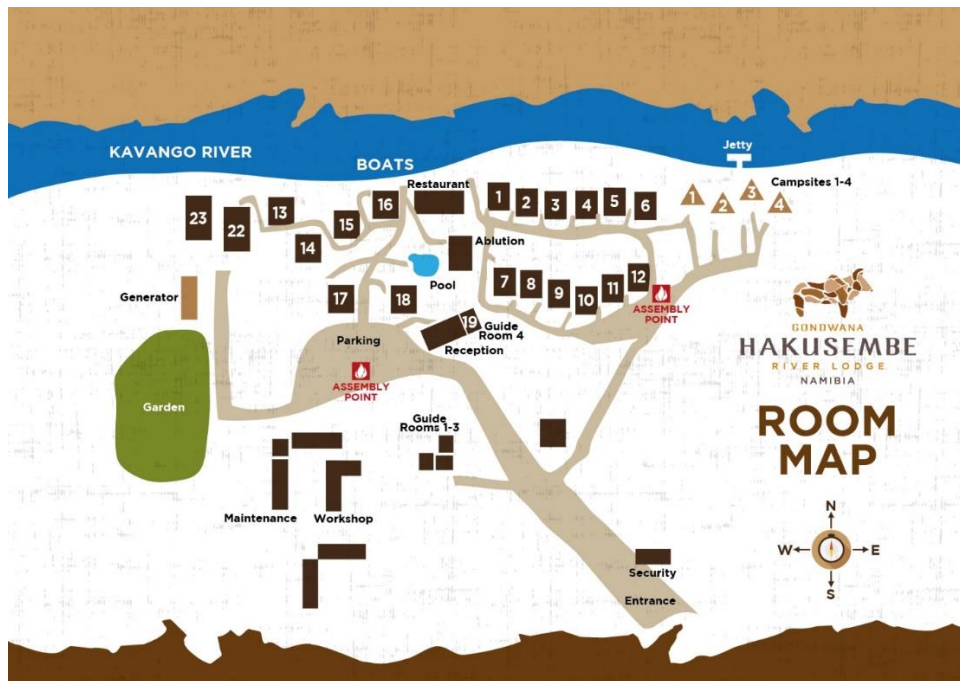 KAVANGO RIVER
BOATS
Jetty
Restaurant
Campsites 1-4
23
22
13
14
15
16
1
2
3
4
5
6
1
2
3
4
Ablution
Pool
7
8
9
10
11
12
Generator
17
18
19
Guide
Room 4
Reception
Parking
ASSEMBLY
POINT
ASSEMBLY
POINT
Garden
Guide
Rooms 1-3
Maintenance
Workshop
Security
Entrance
GONDWANA
HAKUSEMBE
RIVER LODGE
NAMIBIA
ROOM
MAP
N
W
E
S